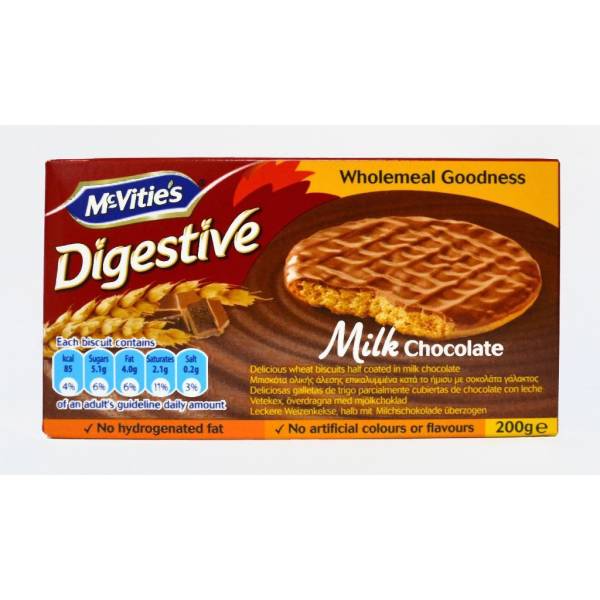 Wholemeal Goodness
McVitie's
Digestive
Milk Chocolate
Delicious wheat biscuits half coated in milk chocolate
Μπισκότα ολικής άλεσης επικαλυμμένα κατά το ήμισυ με σοκολάτα γάλακτος
Deliciosas galletas de trigo parcialmente cubiertas de chocolate con leche
Vetekex, överdragna med mjölkchoklad
Leckere Weizenkekse, halb mit Milchschokolade überzogen
Each biscuit contains
kcal Sugars Fat Saturates Salt
85 5.1g 4.0g 2.1g 0.2g
4% 6% 6% 11% 3%
of an adult's guideline daily amount
✓ No hydrogenated fat
✓ No artificial colours or flavours
200g e